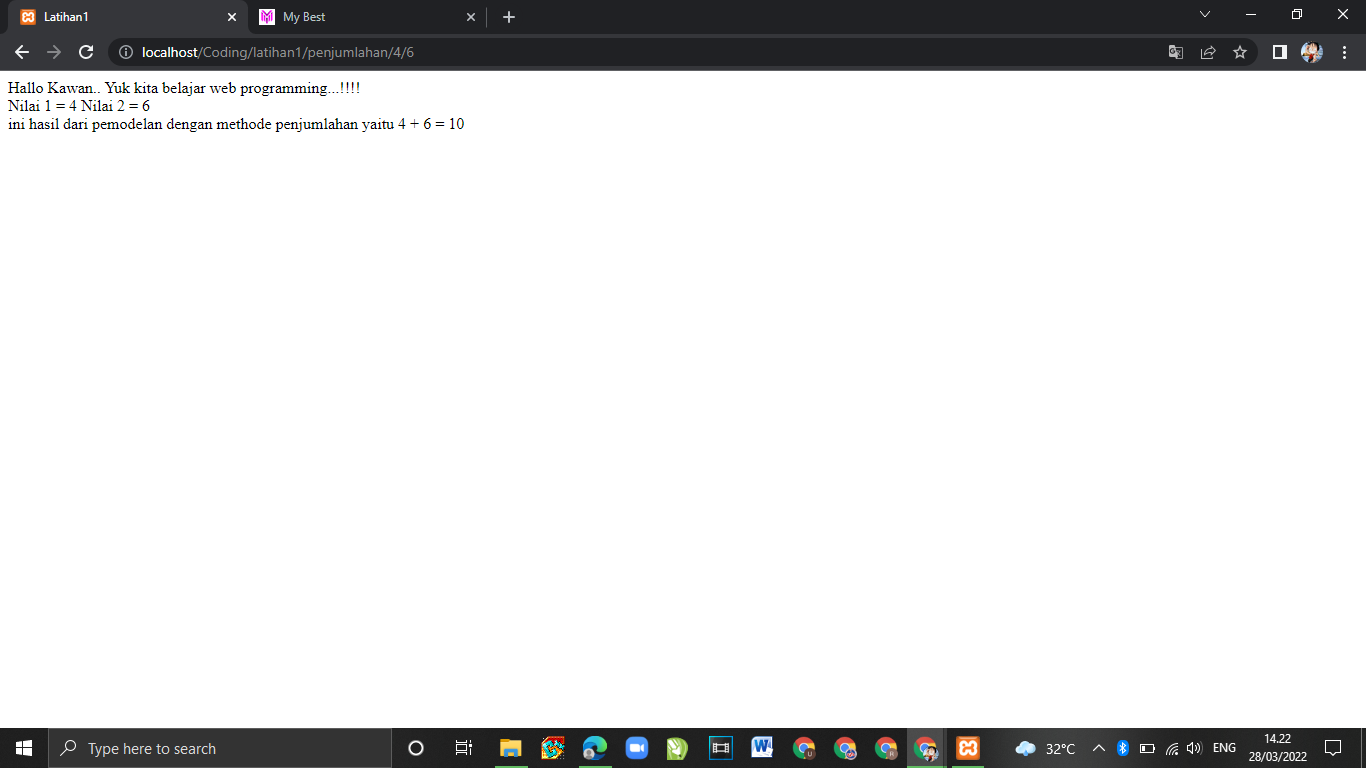 Latihan1
My Best
localhost/Coding/latihan1/penjumlahan/4/6
Hallo Kawan.. Yuk kita belajar web programming...!!!!
Nilai 1 = 4 Nilai 2 = 6
ini hasil dari pemodelan dengan methode penjumlahan yaitu 4 + 6 = 10
Type here to search
32°C
ENG
14.22
28/03/2022